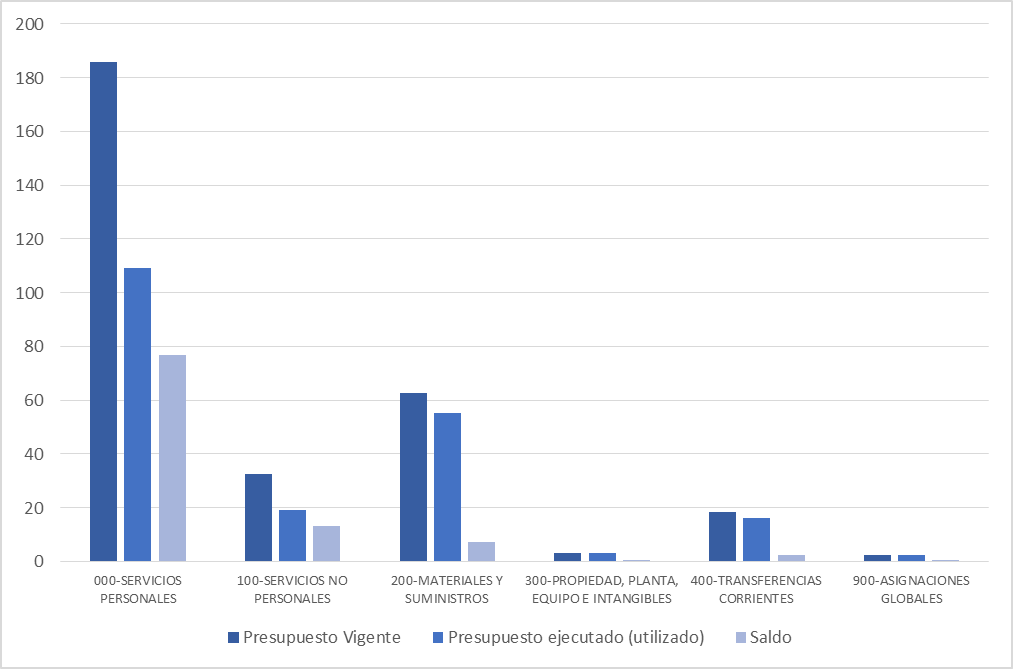 200
180
160
140
120
100
80
60
40
20
0
000-SERVICIOS PERSONALES
100-SERVICIOS NO PERSONALES
200-MATERIALES Y SUMINISTROS
300-PROPIEDAD, PLANTA, EQUIPO E INTANGIBLES
400-TRANSFERENCIAS CORRIENTES
900-ASIGNACIONES GLOBALES
Presupuesto Vigente
Presupuesto ejecutado (utilizado)
Saldo